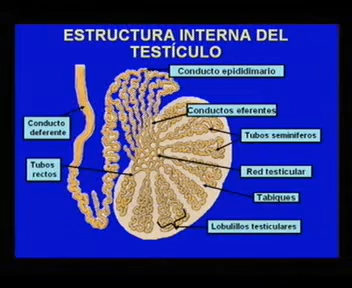 ESTRUCTURA INTERNA DEL
TESTÍCULO
Conducto epididimario
Conductos eferentes
Conducto
deferente
Tubos seminíferos
Tubos
rectos
Red testicular
Tabiques
Lobulillos testiculares